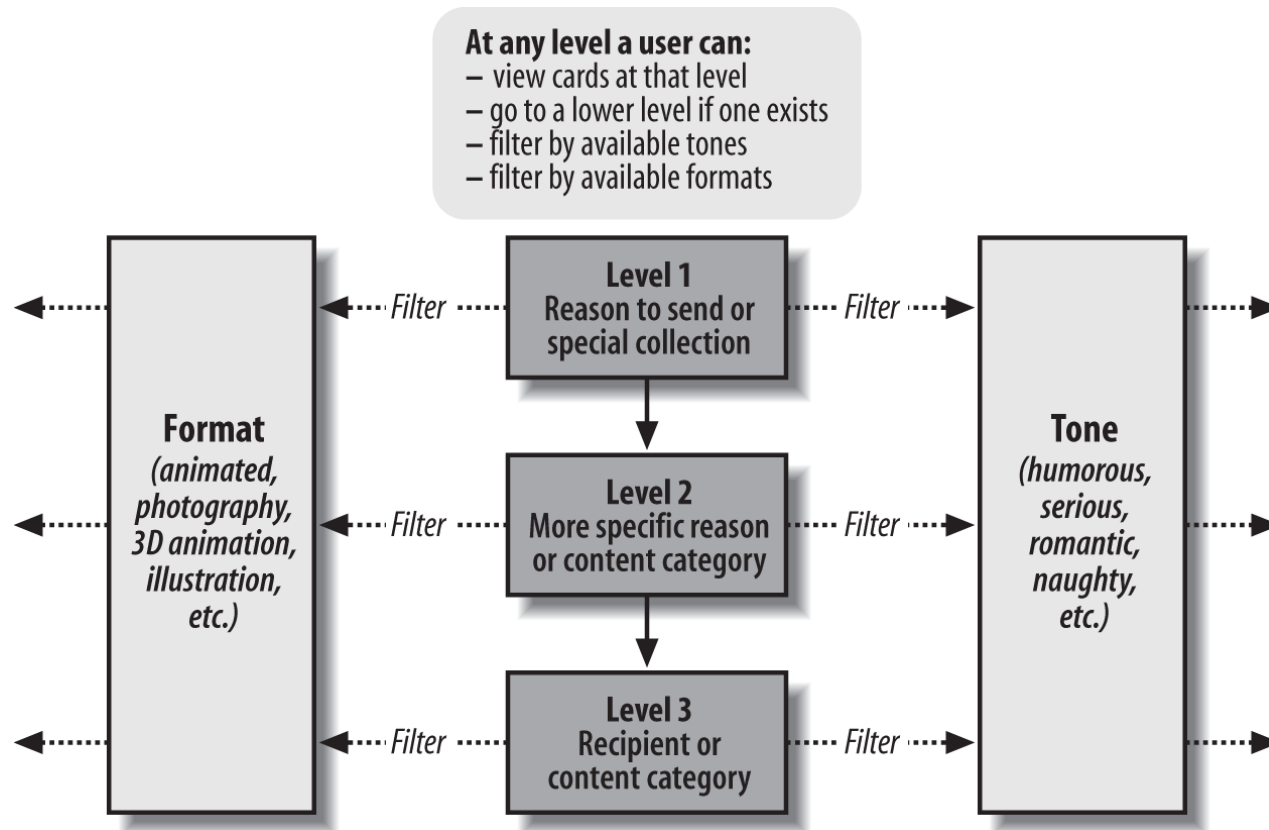 At any level a user can:
– view cards at that level
– go to a lower level if one exists
– filter by available tones
– filter by available formats
Level 1
Reason to send or
special collection
Filter
Filter
Format
(animated,
photography,
3D animation,
illustration,
etc.)
Level 2
More specific reason
or content category
Filter
Filter
Tone
(humorous,
serious,
romantic,
naughty,
etc.)
Level 3
Recipient or
content category
Filter
Filter